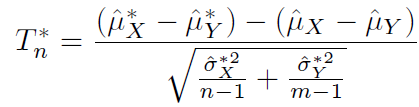 T_n^* = \frac{(\hat{\mu}_X^* - \hat{\mu}_Y^*) - (\hat{\mu}_X - \hat{\mu}_Y)}{\sqrt{\frac{\hat{\sigma}_X^{*2}}{n-1} + \frac{\hat{\sigma}_Y^{*2}}{m-1}}}